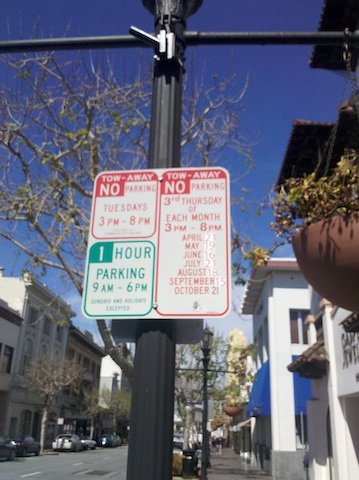 TOW-AWAY
NO PARKING
TUESDAYS
3 PM - 8 PM
1 HOUR
PARKING
9 AM - 6 PM
SUNDAYS AND HOLIDAYS
EXCEPTED
TOW-AWAY
NO PARKING
3rd THURSDAY
OF
EACH MONTH
3 PM - 8 PM
APRIL 21
MAY 19
JUNE 16
JULY 21
AUGUST 18
SEPTEMBER 15
OCTOBER 21